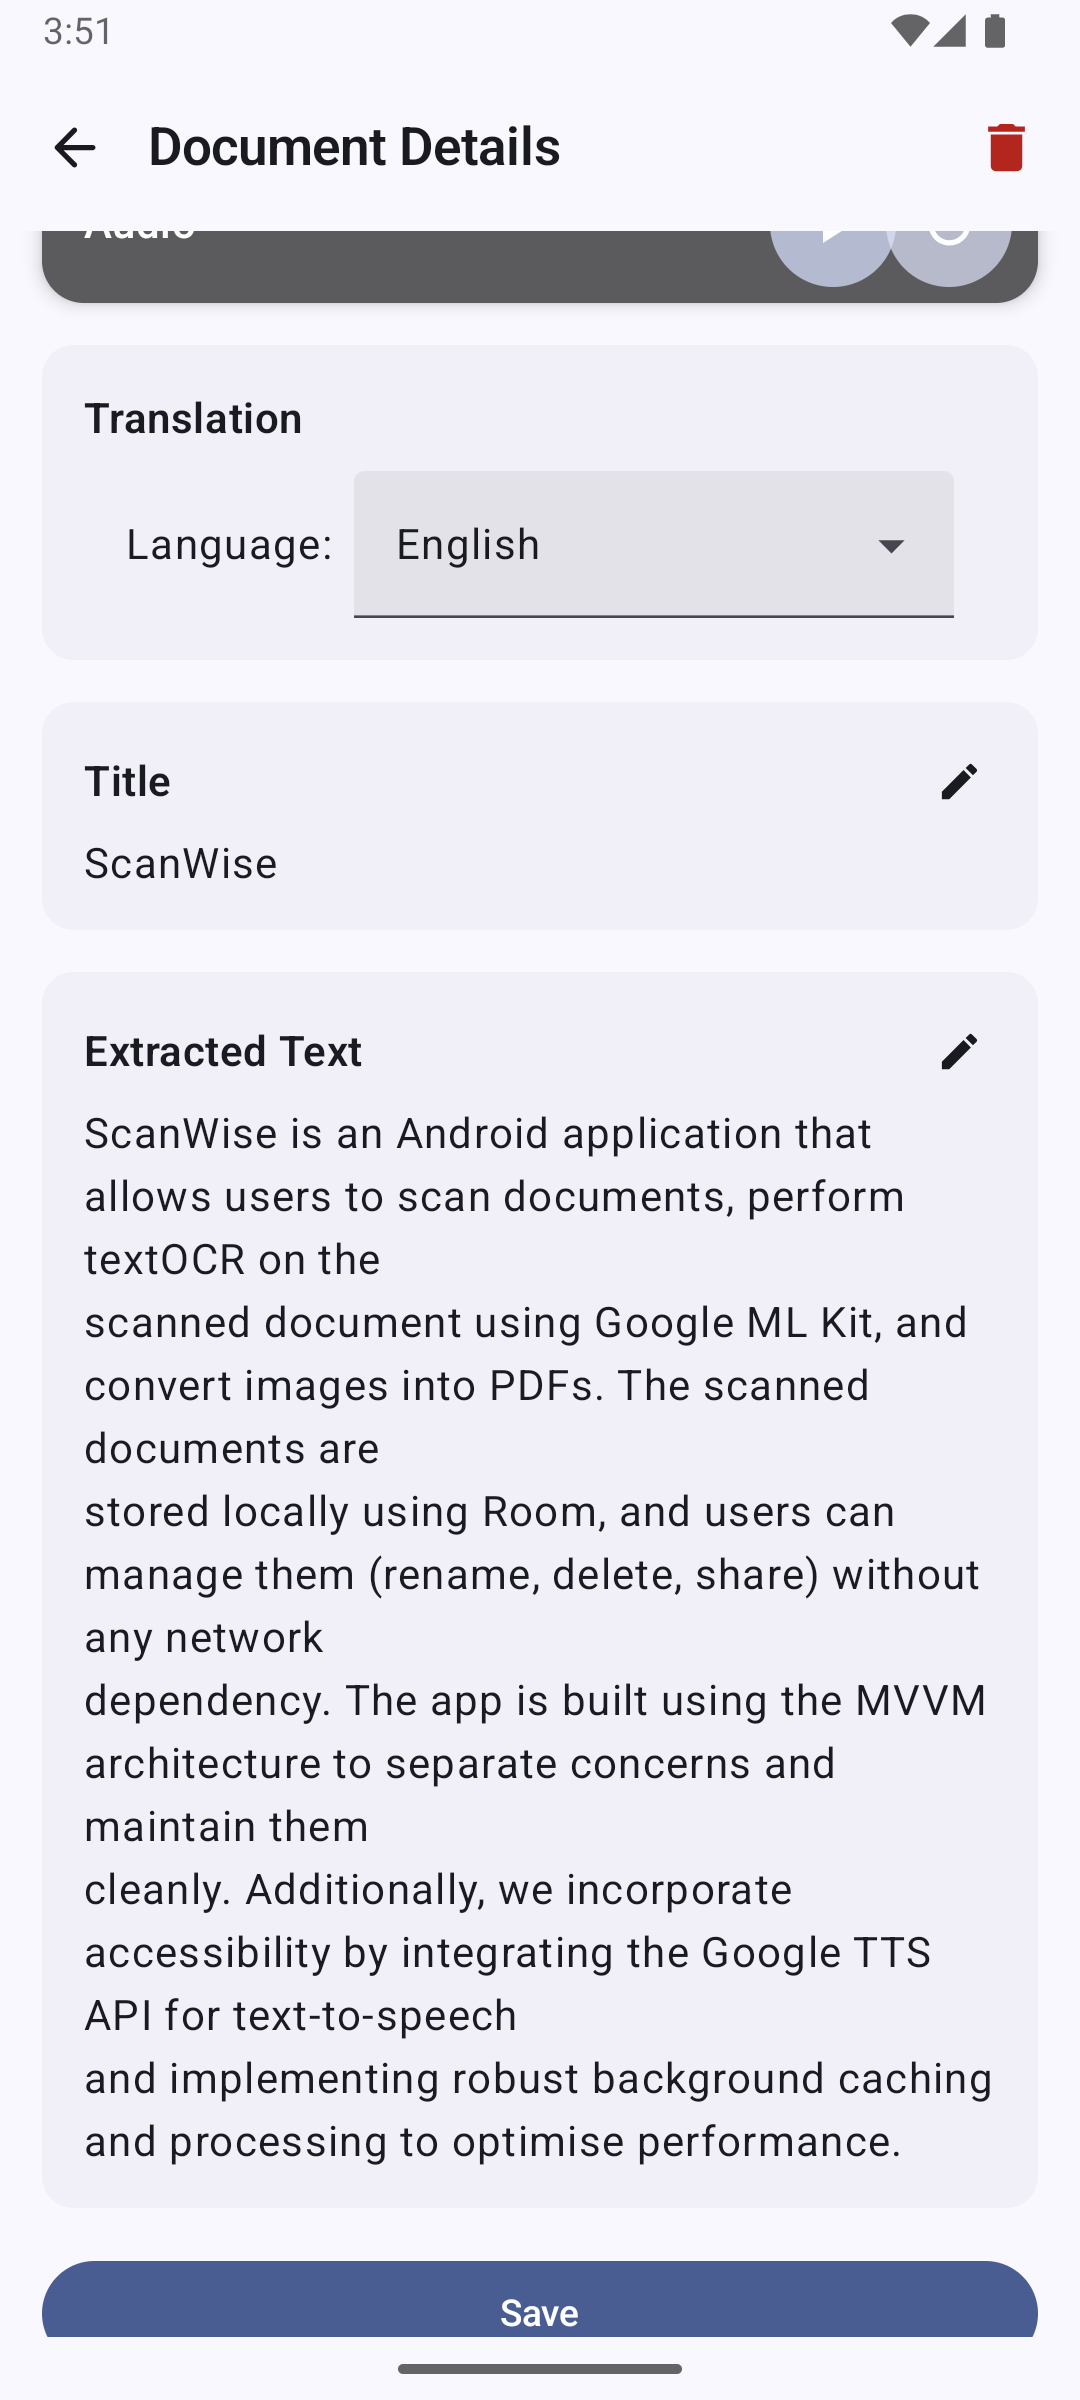 3:51
Document Details
Audio
Translation
Language: English
Title
ScanWise
Extracted Text
ScanWise is an Android application that
allows users to scan documents, perform
textOCR on the
scanned document using Google ML Kit, and
convert images into PDFs. The scanned
documents are
stored locally using Room, and users can
manage them (rename, delete, share) without
any network
dependency. The app is built using the MVVM
architecture to separate concerns and
maintain them
cleanly. Additionally, we incorporate
accessibility by integrating the Google TTS
API for text-to-speech
and implementing robust background caching
and processing to optimise performance.
Save